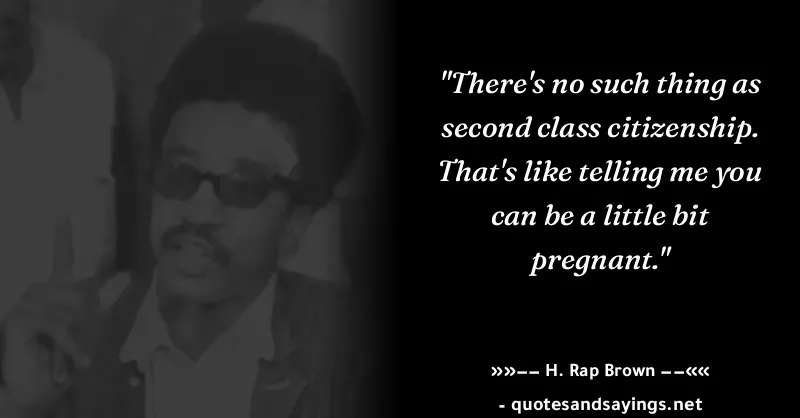 "There's no such thing as
second class citizenship.
That's like telling me you
can be a little bit
pregnant."
»»−− H. Rap Brown −−««
- quotesandsayings.net